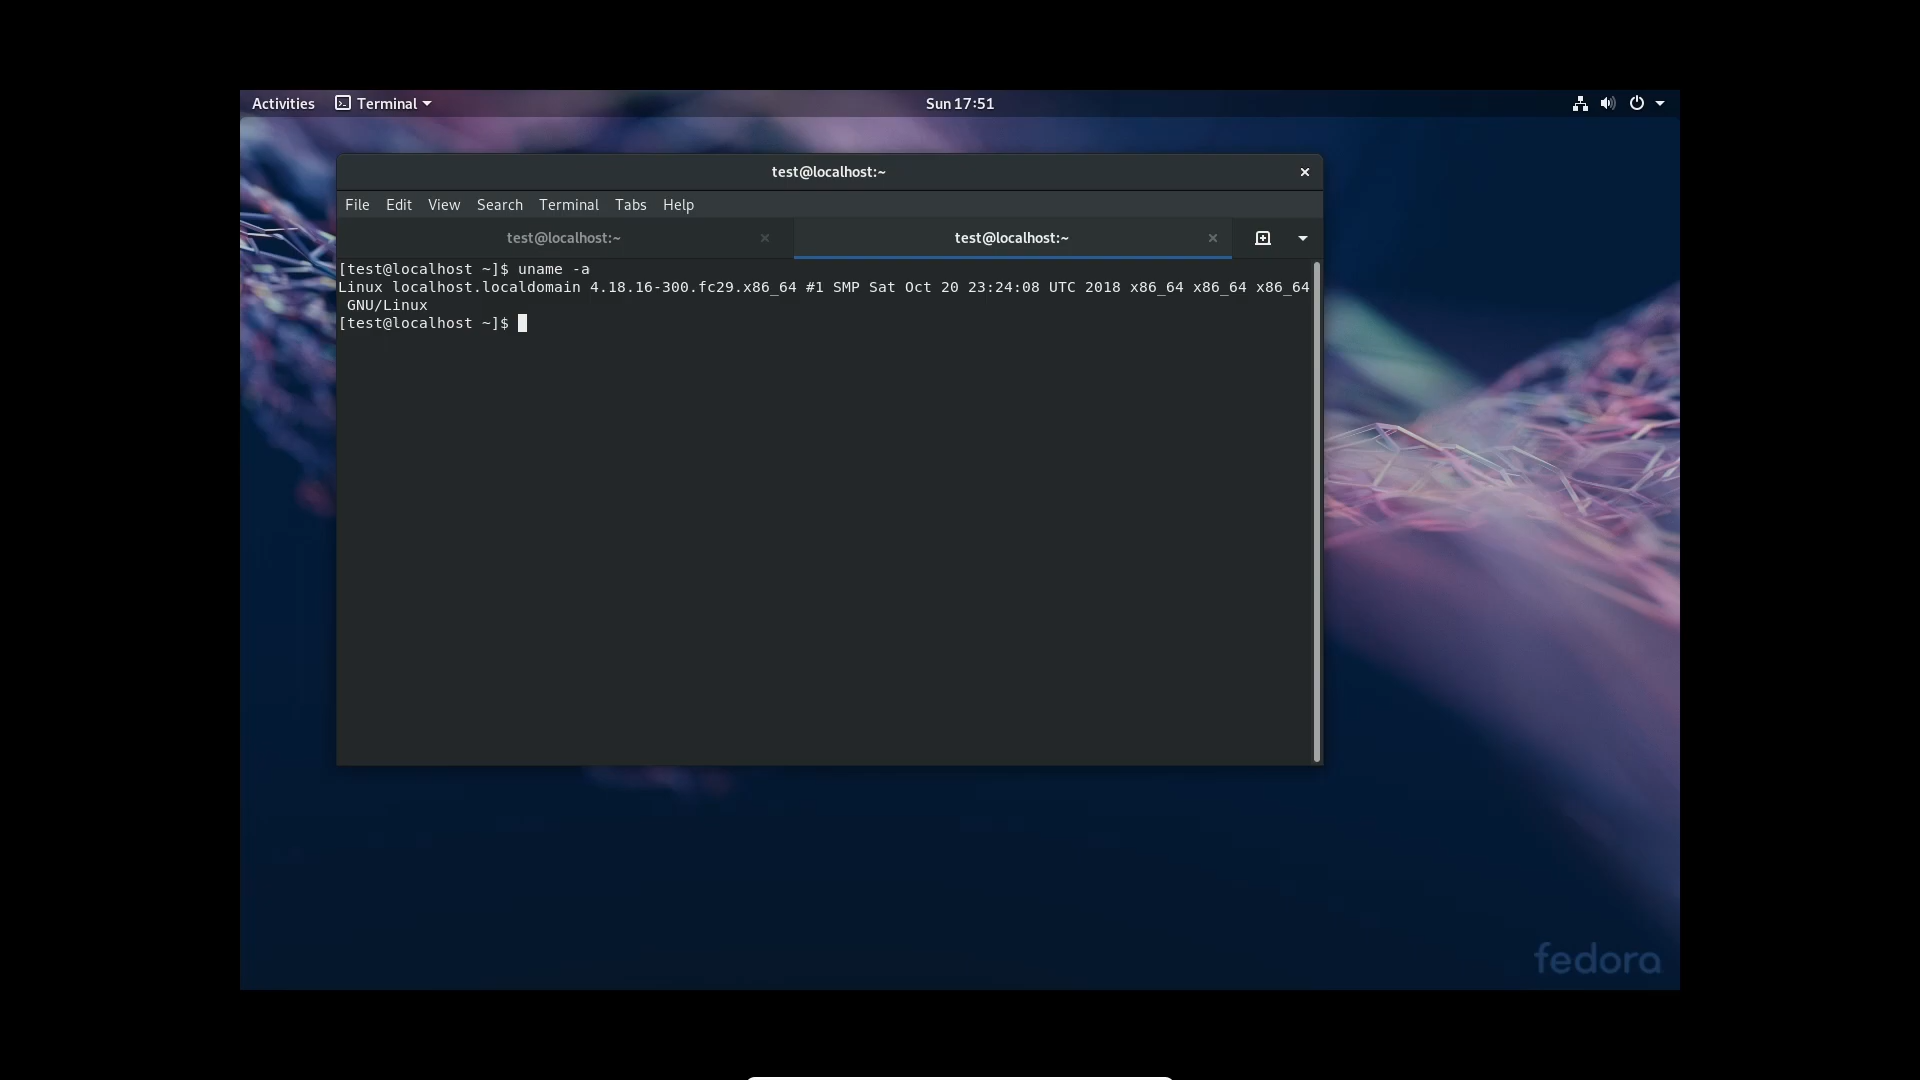 Activities Terminal Sun 17:51
test@localhost:~
File Edit View Search Terminal Tabs Help
test@localhost:~ test@localhost:~
[test@localhost ~]$ uname -a
Linux localhost.localdomain 4.18.16-300.fc29.x86_64 #1 SMP Sat Oct 20 23:24:08 UTC 2018 x86_64 x86_64 x86_64
GNU/Linux
[test@localhost ~]$
fedora